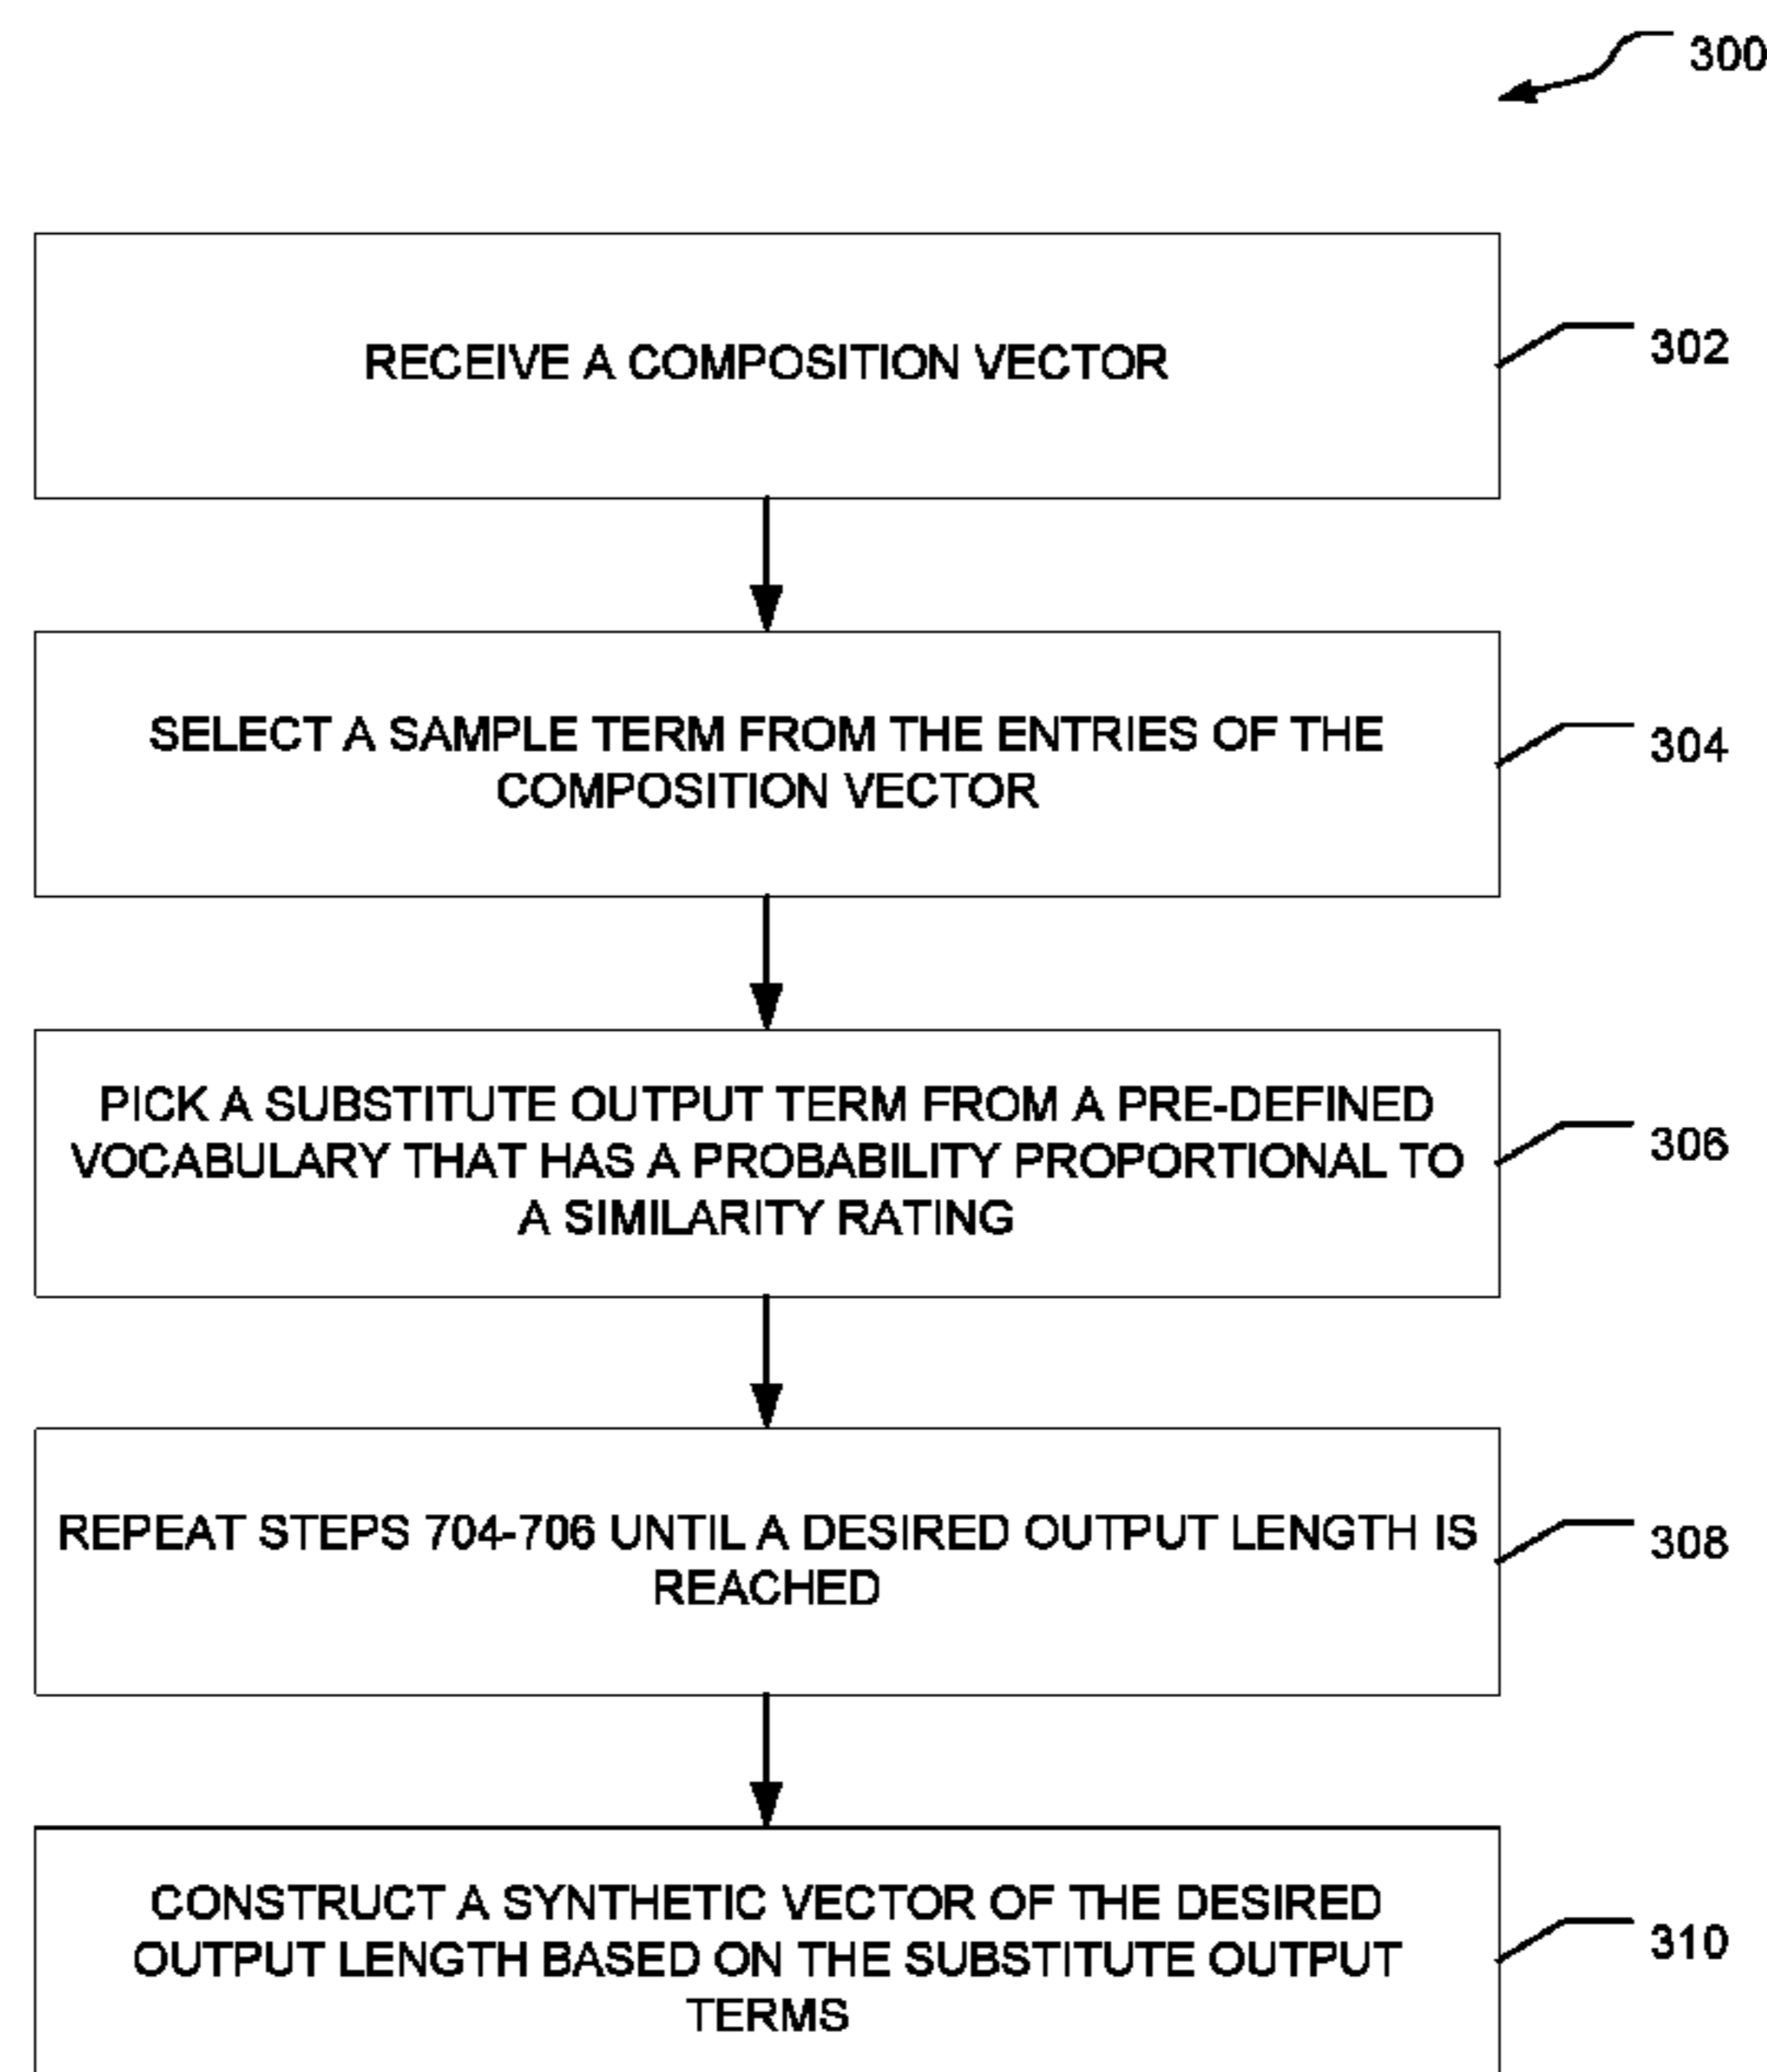 300
RECEIVE A COMPOSITION VECTOR
302
SELECT A SAMPLE TERM FROM THE ENTRIES OF THE
COMPOSITION VECTOR
304
PICK A SUBSTITUTE OUTPUT TERM FROM A PRE-DEFINED
VOCABULARY THAT HAS A PROBABILITY PROPORTIONAL TO
A SIMILARITY RATING
306
REPEAT STEPS 704-706 UNTIL A DESIRED OUTPUT LENGTH IS
REACHED
308
CONSTRUCT A SYNTHETIC VECTOR OF THE DESIRED
OUTPUT LENGTH BASED ON THE SUBSTITUTE OUTPUT
TERMS
310